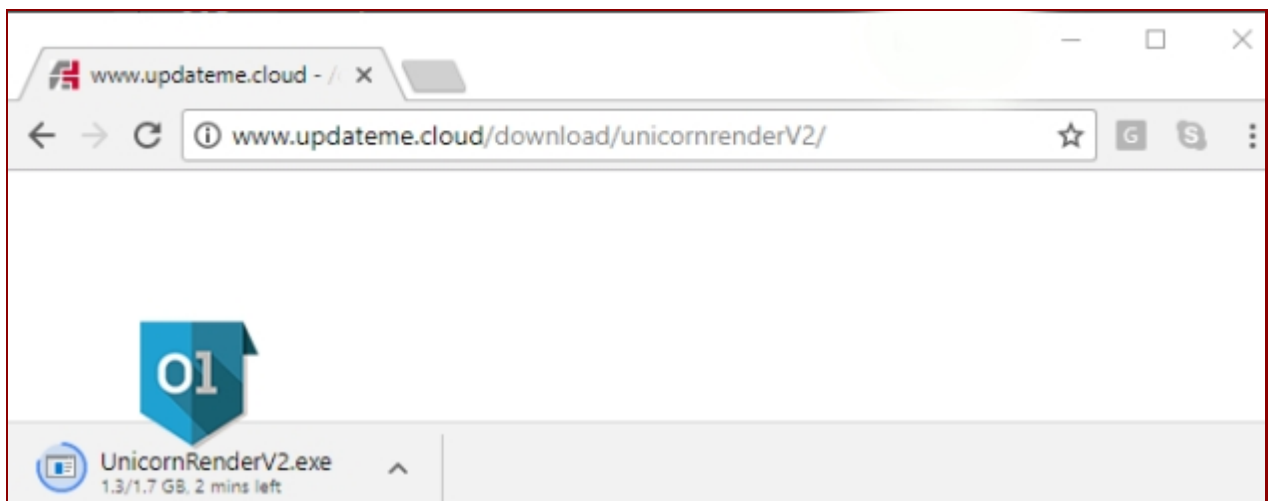 www.updateme.cloud - /
www.updateme.cloud/download/unicornrenderV2/
G
S
01
UnicornRenderV2.exe
1.3/1.7 GB, 2 mins left